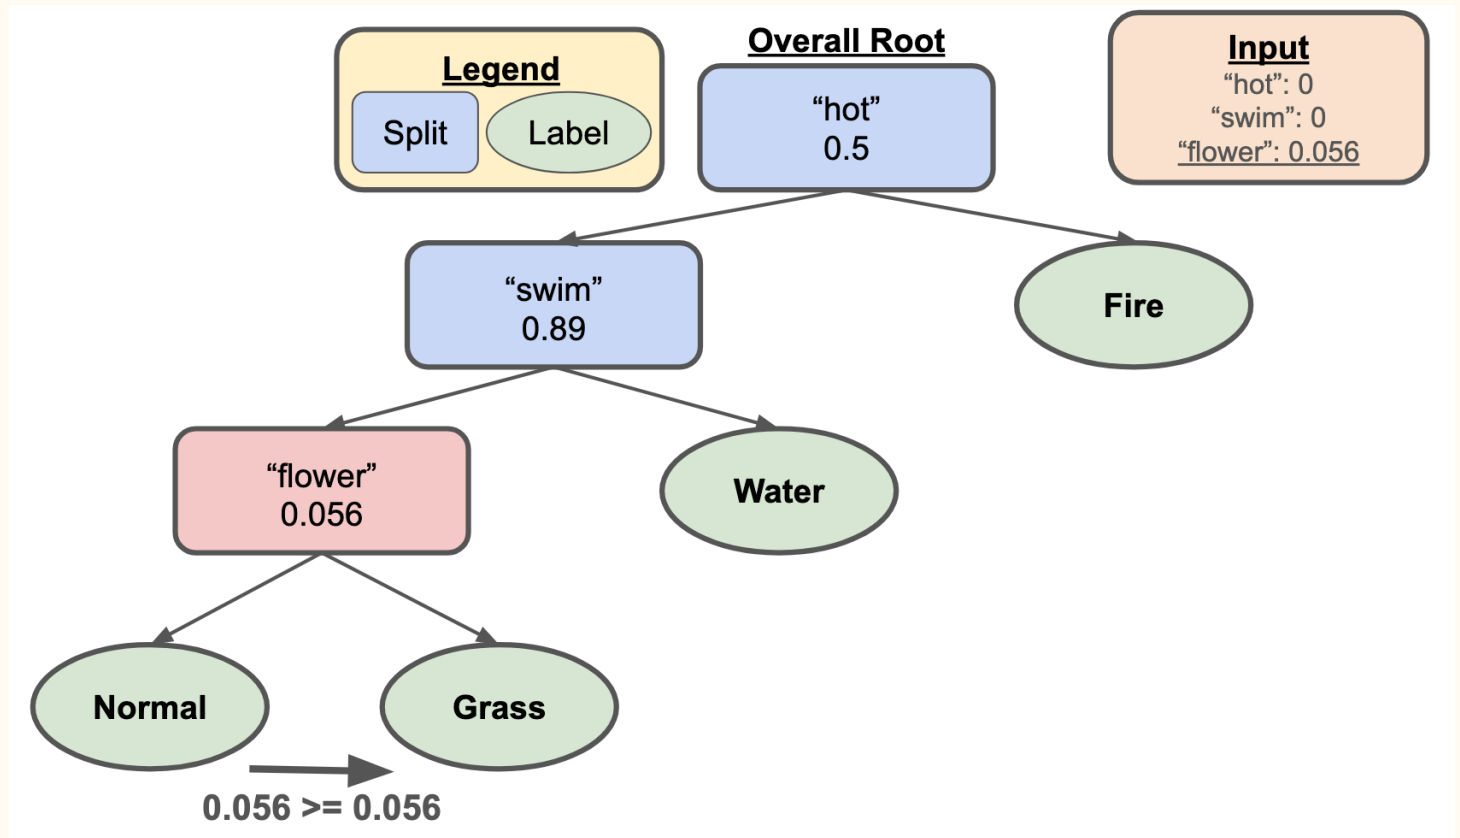 Legend
Split
Label
Overall Root
“hot”
0.5
Input
“hot”: 0
“swim”: 0
“flower”: 0.056
“swim”
0.89
Fire
“flower”
0.056
Water
Normal
Grass
0.056 >= 0.056